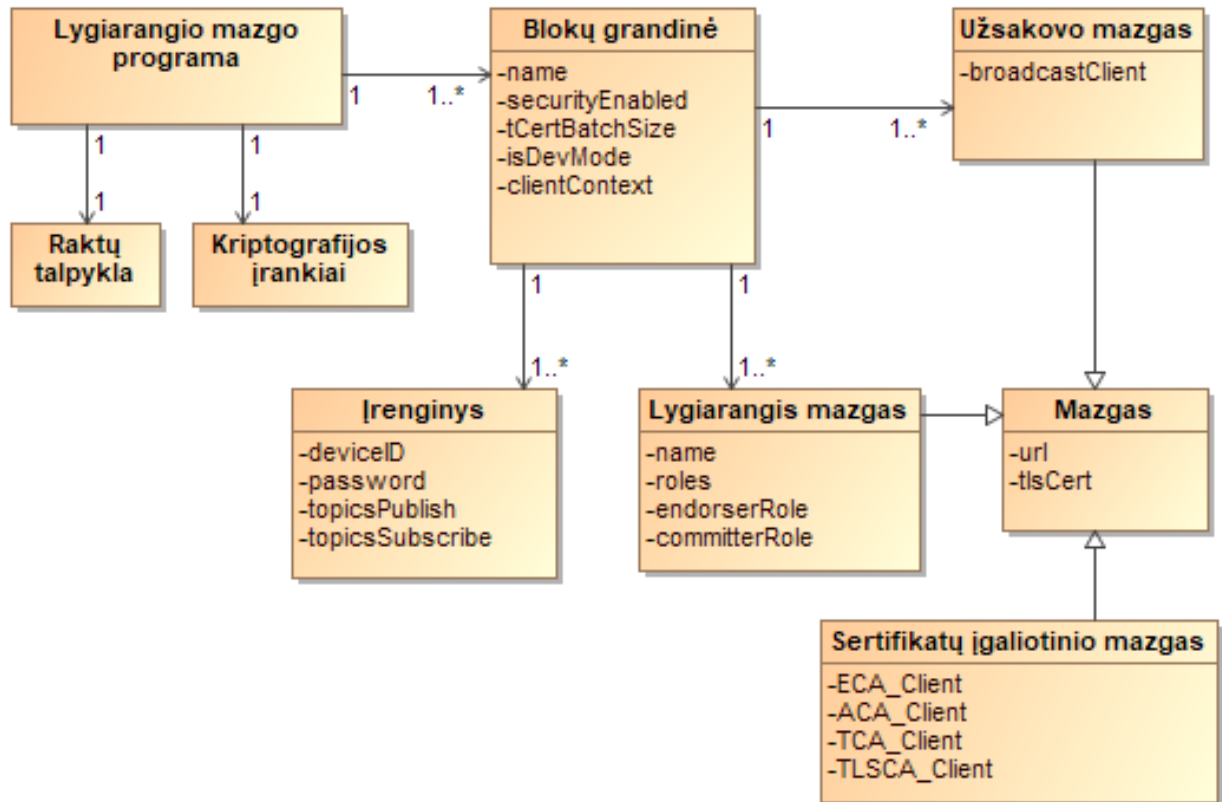 Lygiarangio mazgo
programa
1
1..*
1
1
1
1
Raktų
talpykla
Kriptografijos
įrankiai
Blokų grandinė
-name
-securityEnabled
-tCertBatchSize
-isDevMode
-clientContext
1
1..*
Užsakovo mazgas
-broadcastClient
1
1..*
1
1..*
Įrenginys
-deviceID
-password
-topicsPublish
-topicsSubscribe
Lygiarangis mazgas
-name
-roles
-endorserRole
-committerRole
Mazgas
-url
-tlsCert
Sertifikatų įgaliotinio mazgas
-ECA_Client
-ACA_Client
-TCA_Client
-TLSCA_Client